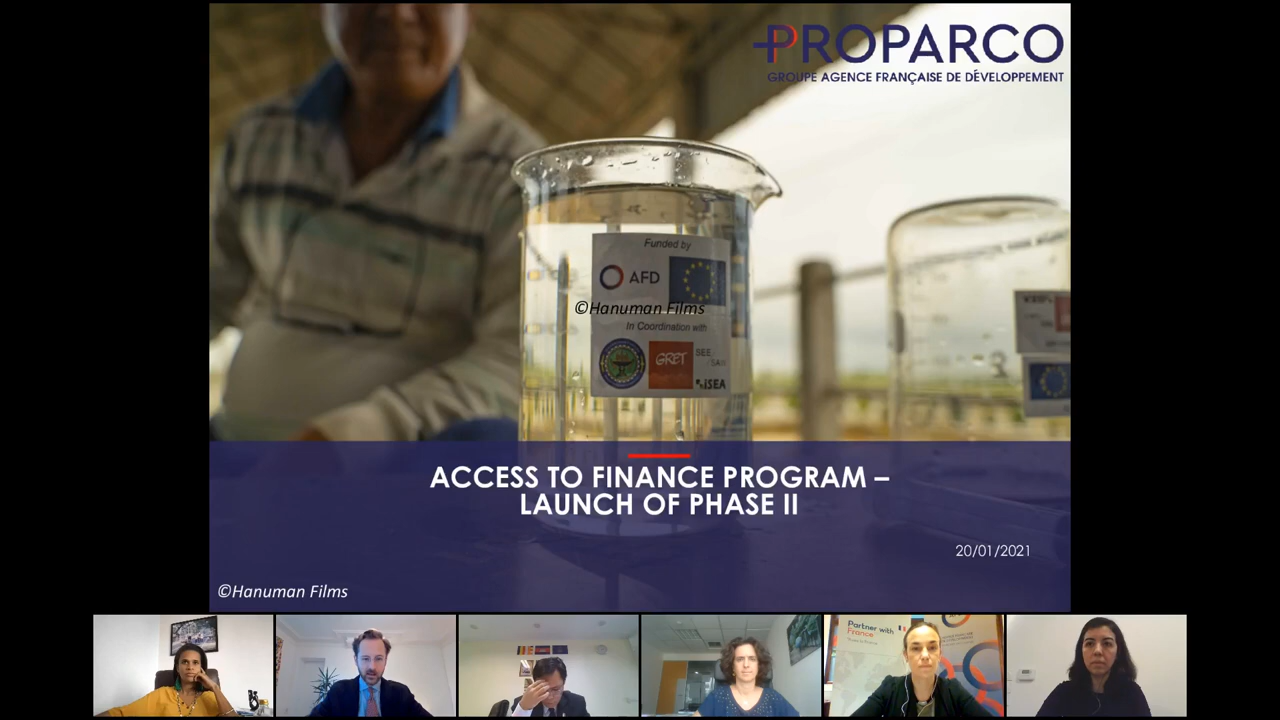 PROPARCO
GROUPE AGENCE FRANÇAISE DE DÉVELOPPEMENT
Funded by
AFD
©Hanuman Films
In Coordination with
GRET
SEE
iSEA
ACCESS TO FINANCE PROGRAM –
LAUNCH OF PHASE II
20/01/2021
©Hanuman Films
Partner with
France